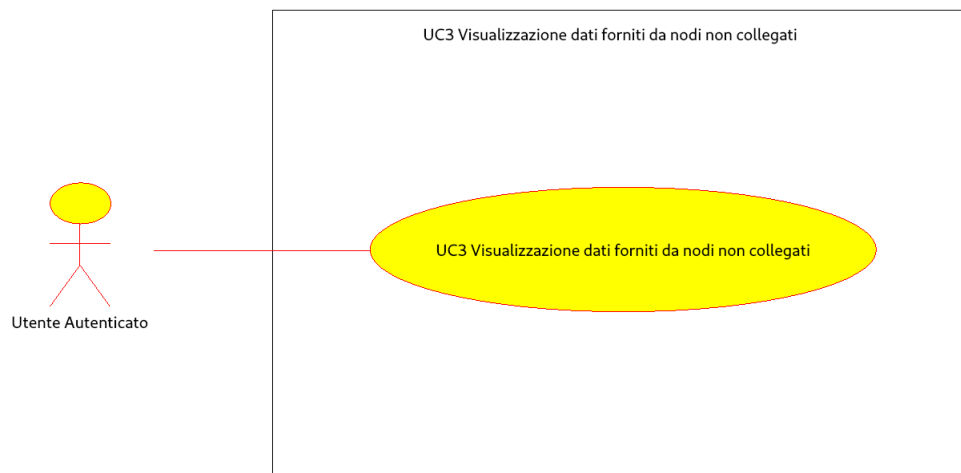 UC3 Visualizzazione dati forniti da nodi non collegati
UC3 Visualizzazione dati forniti da nodi non collegati
Utente Autenticato